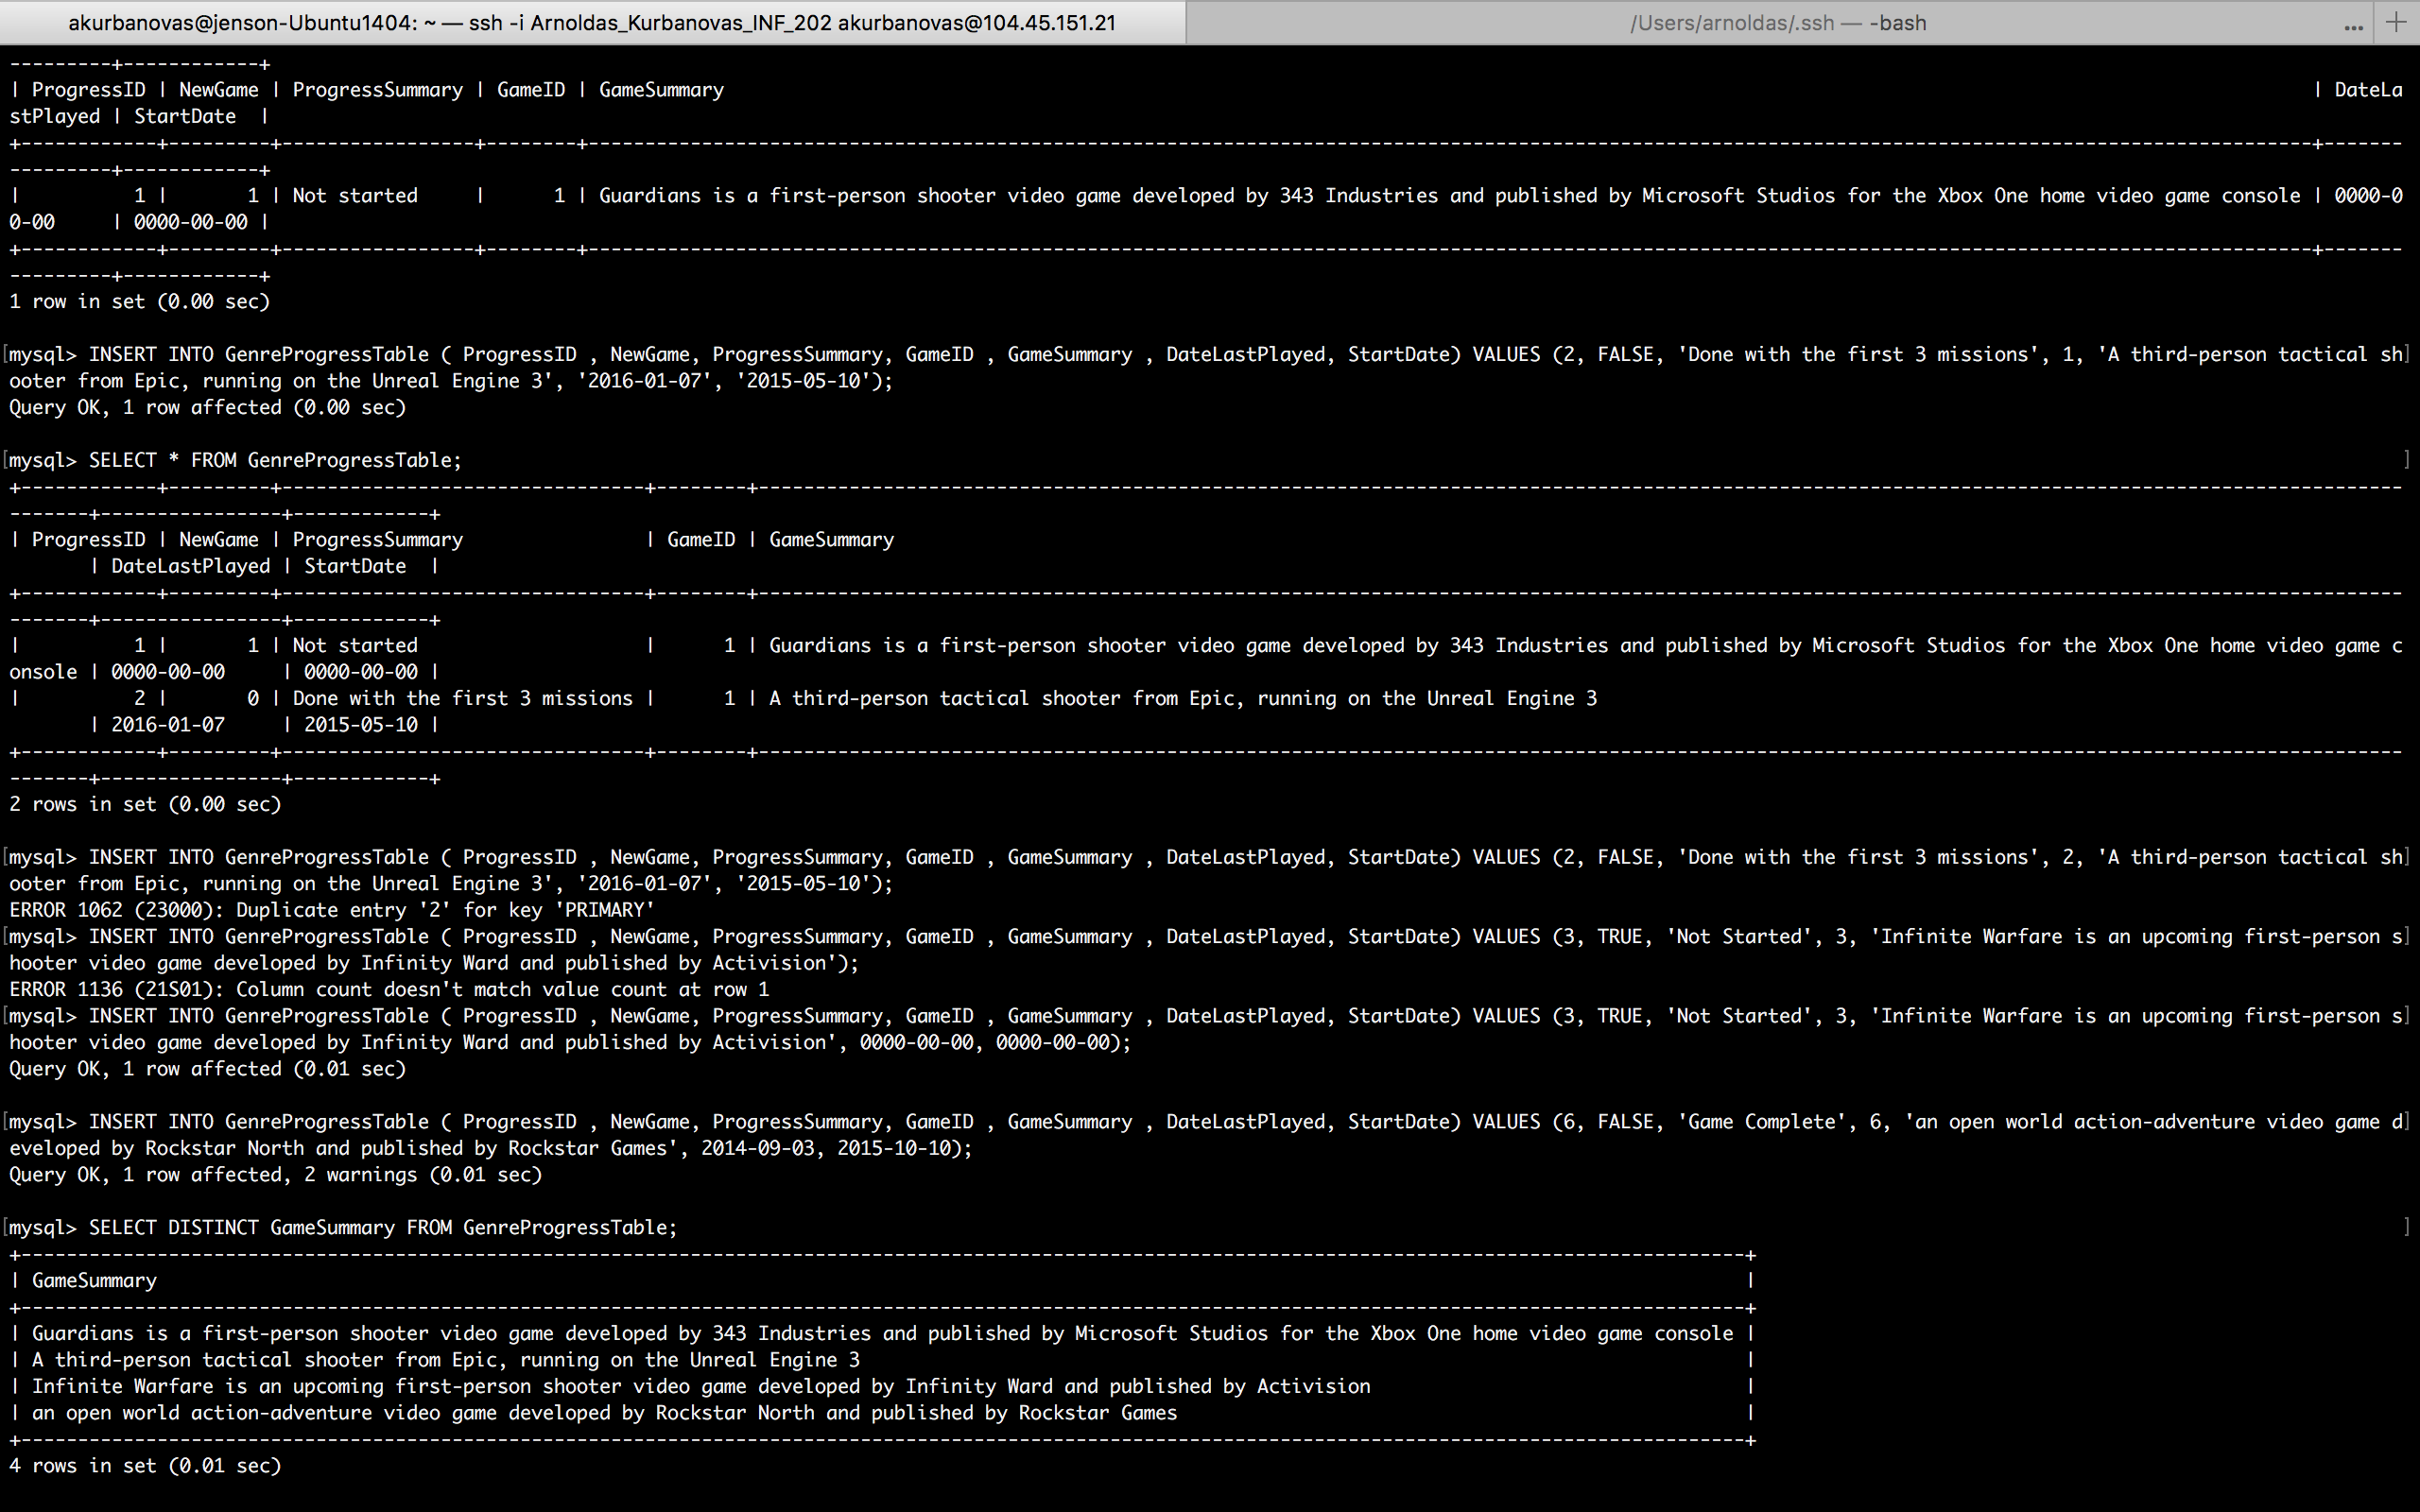 akurbanovas@jenson-Ubuntu1404: ~ — ssh -i Arnoldas_Kurbanovas_INF_202 akurbanovas@104.45.151.21
/Users/arnoldas/.ssh — -bash
... +
---------+------------+
| ProgressID | NewGame | ProgressSummary | GameID | GameSummary | DateLa
stPlayed | StartDate |
+------------+---------+-----------------+--------+--------------------------------------------------------------------------------------------------------------------------------------------------------+-------
---------+------------+
| 1 | 1 | Not started | 1 | Guardians is a first-person shooter video game developed by 343 Industries and published by Microsoft Studios for the Xbox One home video game console | 0000-0
0-00 | 0000-00-00 |
+------------+---------+-----------------+--------+--------------------------------------------------------------------------------------------------------------------------------------------------------+-------
---------+------------+
1 row in set (0.00 sec)
[mysql> INSERT INTO GenreProgressTable ( ProgressID , NewGame, ProgressSummary, GameID , GameSummary , DateLastPlayed, StartDate) VALUES (2, FALSE, 'Done with the first 3 missions', 1, 'A third-person tactical sh]
ooter from Epic, running on the Unreal Engine 3', '2016-01-07', '2015-05-10');
Query OK, 1 row affected (0.00 sec)
[mysql> SELECT * FROM GenreProgressTable; ]
+------------+---------+--------------------------------+--------+-------------------------------------------------------------------------------------------------------------------------------------------------
-------+----------------+------------+
| ProgressID | NewGame | ProgressSummary | GameID | GameSummary
| DateLastPlayed | StartDate |
+------------+---------+--------------------------------+--------+-------------------------------------------------------------------------------------------------------------------------------------------------
-------+----------------+------------+
| 1 | 1 | Not started | 1 | Guardians is a first-person shooter video game developed by 343 Industries and published by Microsoft Studios for the Xbox One home video game c
onsole | 0000-00-00 | 0000-00-00 |
| 2 | 0 | Done with the first 3 missions | 1 | A third-person tactical shooter from Epic, running on the Unreal Engine 3
| 2016-01-07 | 2015-05-10 |
+------------+---------+--------------------------------+--------+-------------------------------------------------------------------------------------------------------------------------------------------------
-------+----------------+------------+
2 rows in set (0.00 sec)
[mysql> INSERT INTO GenreProgressTable ( ProgressID , NewGame, ProgressSummary, GameID , GameSummary , DateLastPlayed, StartDate) VALUES (2, FALSE, 'Done with the first 3 missions', 2, 'A third-person tactical sh]
ooter from Epic, running on the Unreal Engine 3', '2016-01-07', '2015-05-10');
ERROR 1062 (23000): Duplicate entry '2' for key 'PRIMARY'
[mysql> INSERT INTO GenreProgressTable ( ProgressID , NewGame, ProgressSummary, GameID , GameSummary , DateLastPlayed, StartDate) VALUES (3, TRUE, 'Not Started', 3, 'Infinite Warfare is an upcoming first-person s]
hooter video game developed by Infinity Ward and published by Activision');
ERROR 1136 (21S01): Column count doesn't match value count at row 1
[mysql> INSERT INTO GenreProgressTable ( ProgressID , NewGame, ProgressSummary, GameID , GameSummary , DateLastPlayed, StartDate) VALUES (3, TRUE, 'Not Started', 3, 'Infinite Warfare is an upcoming first-person s]
hooter video game developed by Infinity Ward and published by Activision', 0000-00-00, 0000-00-00);
Query OK, 1 row affected (0.01 sec)
[mysql> INSERT INTO GenreProgressTable ( ProgressID , NewGame, ProgressSummary, GameID , GameSummary , DateLastPlayed, StartDate) VALUES (6, FALSE, 'Game Complete', 6, 'an open world action-adventure video game d]
eveloped by Rockstar North and published by Rockstar Games', 2014-09-03, 2015-10-10);
Query OK, 1 row affected, 2 warnings (0.01 sec)
[mysql> SELECT DISTINCT GameSummary FROM GenreProgressTable; ]
+--------------------------------------------------------------------------------------------------------------------------------------------------------+
| GameSummary |
+--------------------------------------------------------------------------------------------------------------------------------------------------------+
| Guardians is a first-person shooter video game developed by 343 Industries and published by Microsoft Studios for the Xbox One home video game console |
| A third-person tactical shooter from Epic, running on the Unreal Engine 3 |
| Infinite Warfare is an upcoming first-person shooter video game developed by Infinity Ward and published by Activision |
| an open world action-adventure video game developed by Rockstar North and published by Rockstar Games |
+--------------------------------------------------------------------------------------------------------------------------------------------------------+
4 rows in set (0.01 sec)